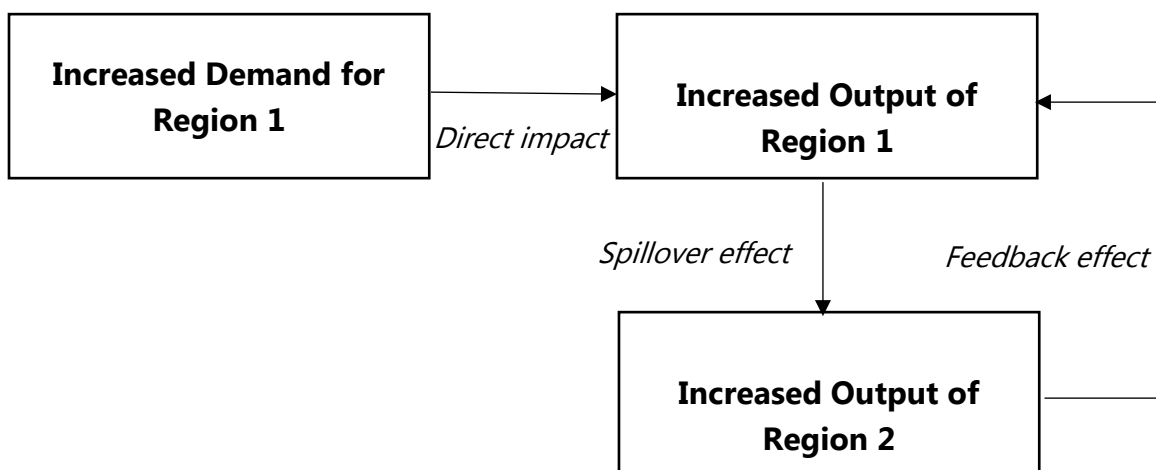 Increased Demand for
Region 1
Direct impact
Increased Output of
Region 1
Spillover effect
Feedback effect
Increased Output of
Region 2